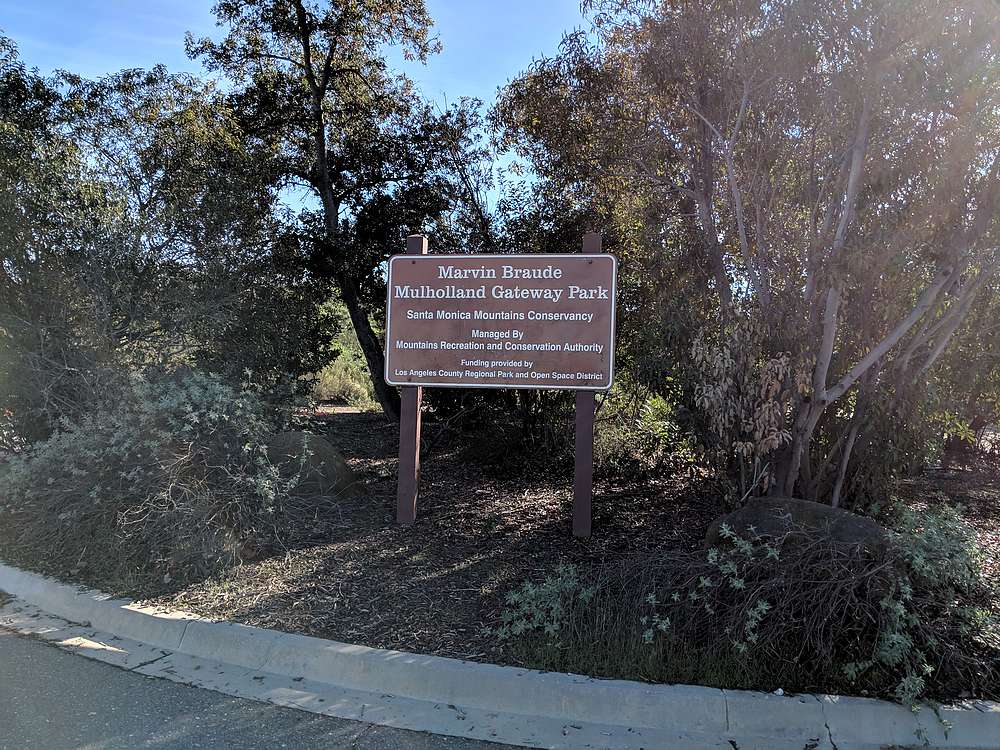 Marvin Braude
Mulholland Gateway Park
Santa Monica Mountains Conservancy
Managed By
Mountains Recreation and Conservation Authority
Funding provided by
Los Angeles County Regional Park and Open Space District